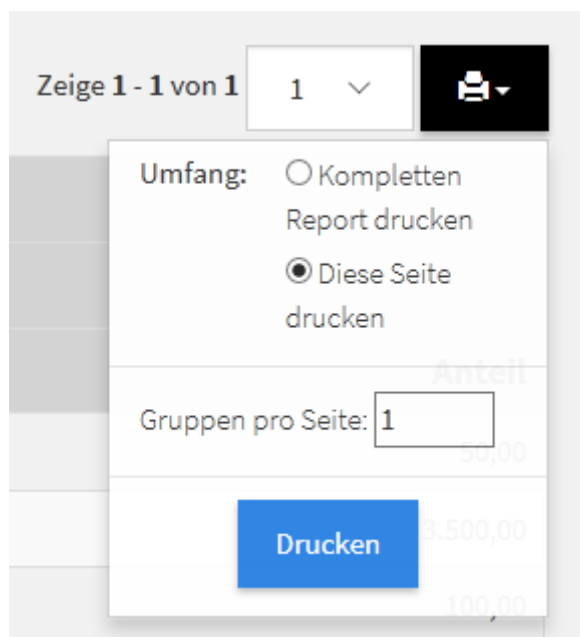 Zeige 1 - 1 von 1
1
Umfang:
Kompletten
Report drucken
Diese Seite
drucken
Anteil
Gruppen pro Seite: 1
50,00
Drucken
3.500,00
100,00